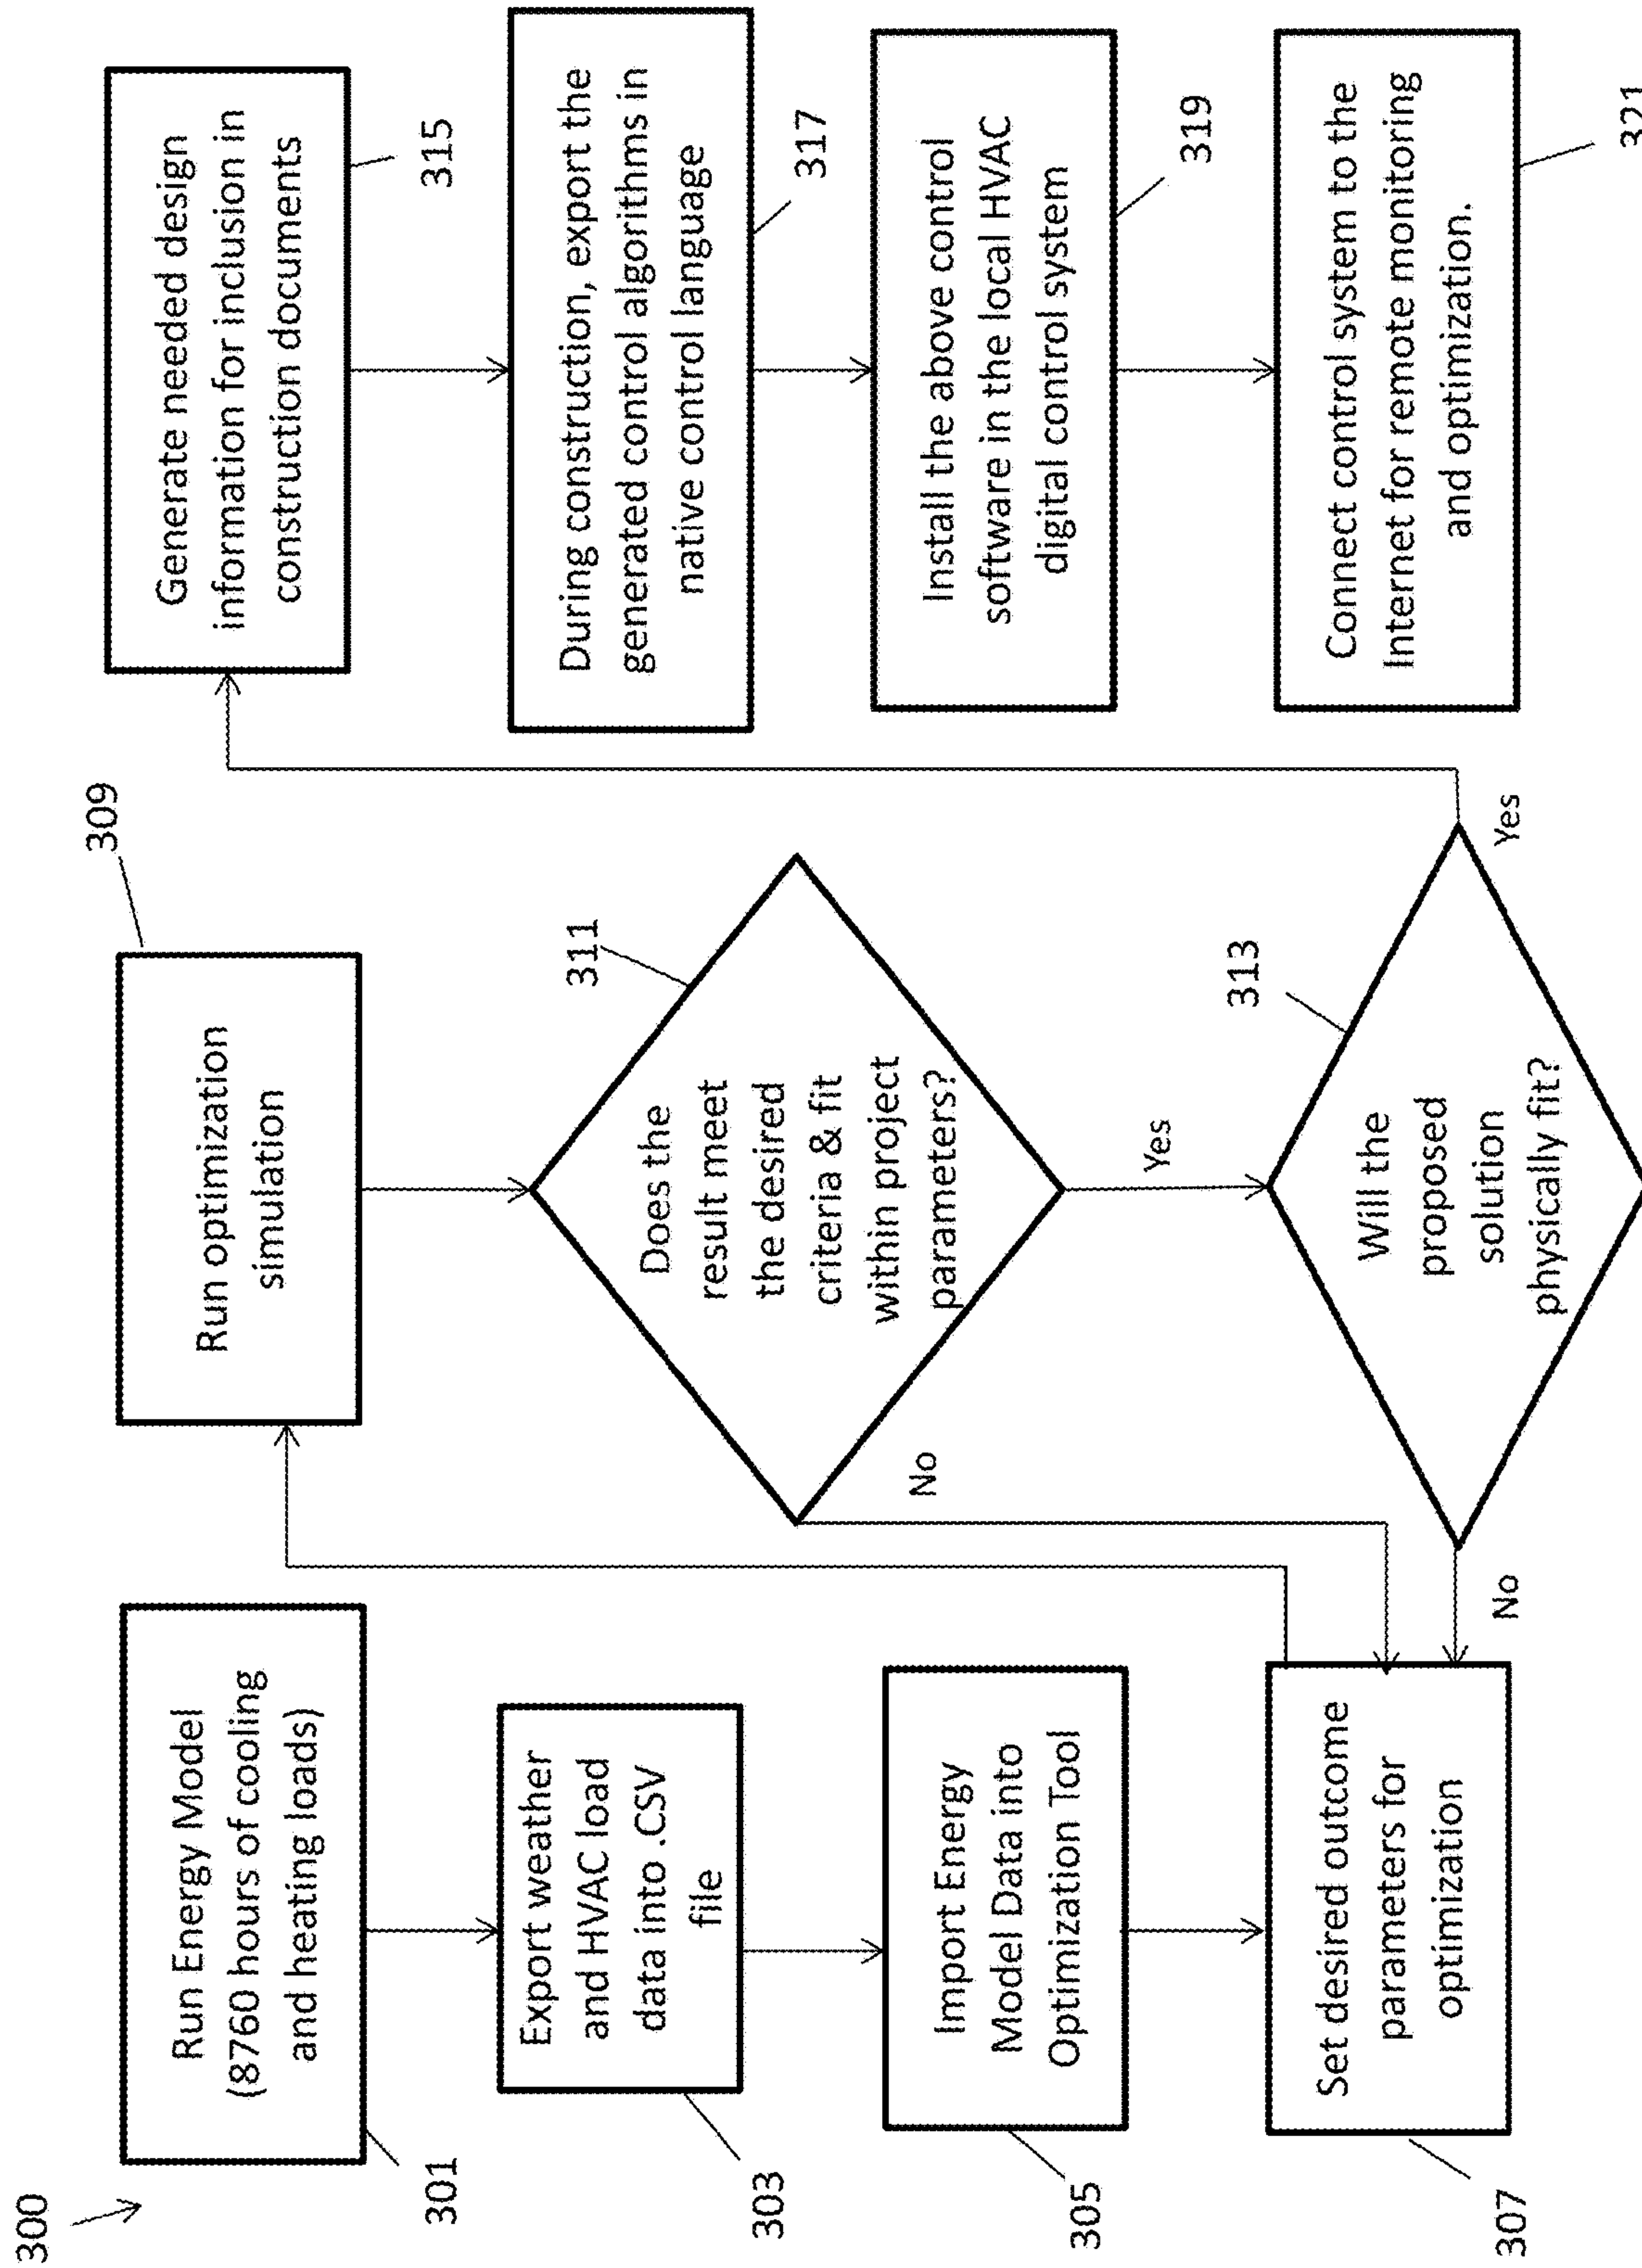 300
Run Energy Model
(8760 hours of cooling
and heating loads)
301
Export weather
and HVAC load
data into .CSV
file
303
Import Energy
Model Data into
Optimization Tool
305
Set desired outcome
parameters for
optimization
307
309
Run optimization
simulation
311
Does the
result meet
the desired
criteria & fit
within project
parameters?
No
Yes
313
Will the
proposed
solution
physically fit?
No
Yes
Generate needed design
information for inclusion in
construction documents
315
During construction, export the
generated control algorithms in
native control language
317
Install the above control
software in the local HVAC
digital control system
319
Connect control system to the
Internet for remote monitoring
and optimization.
321